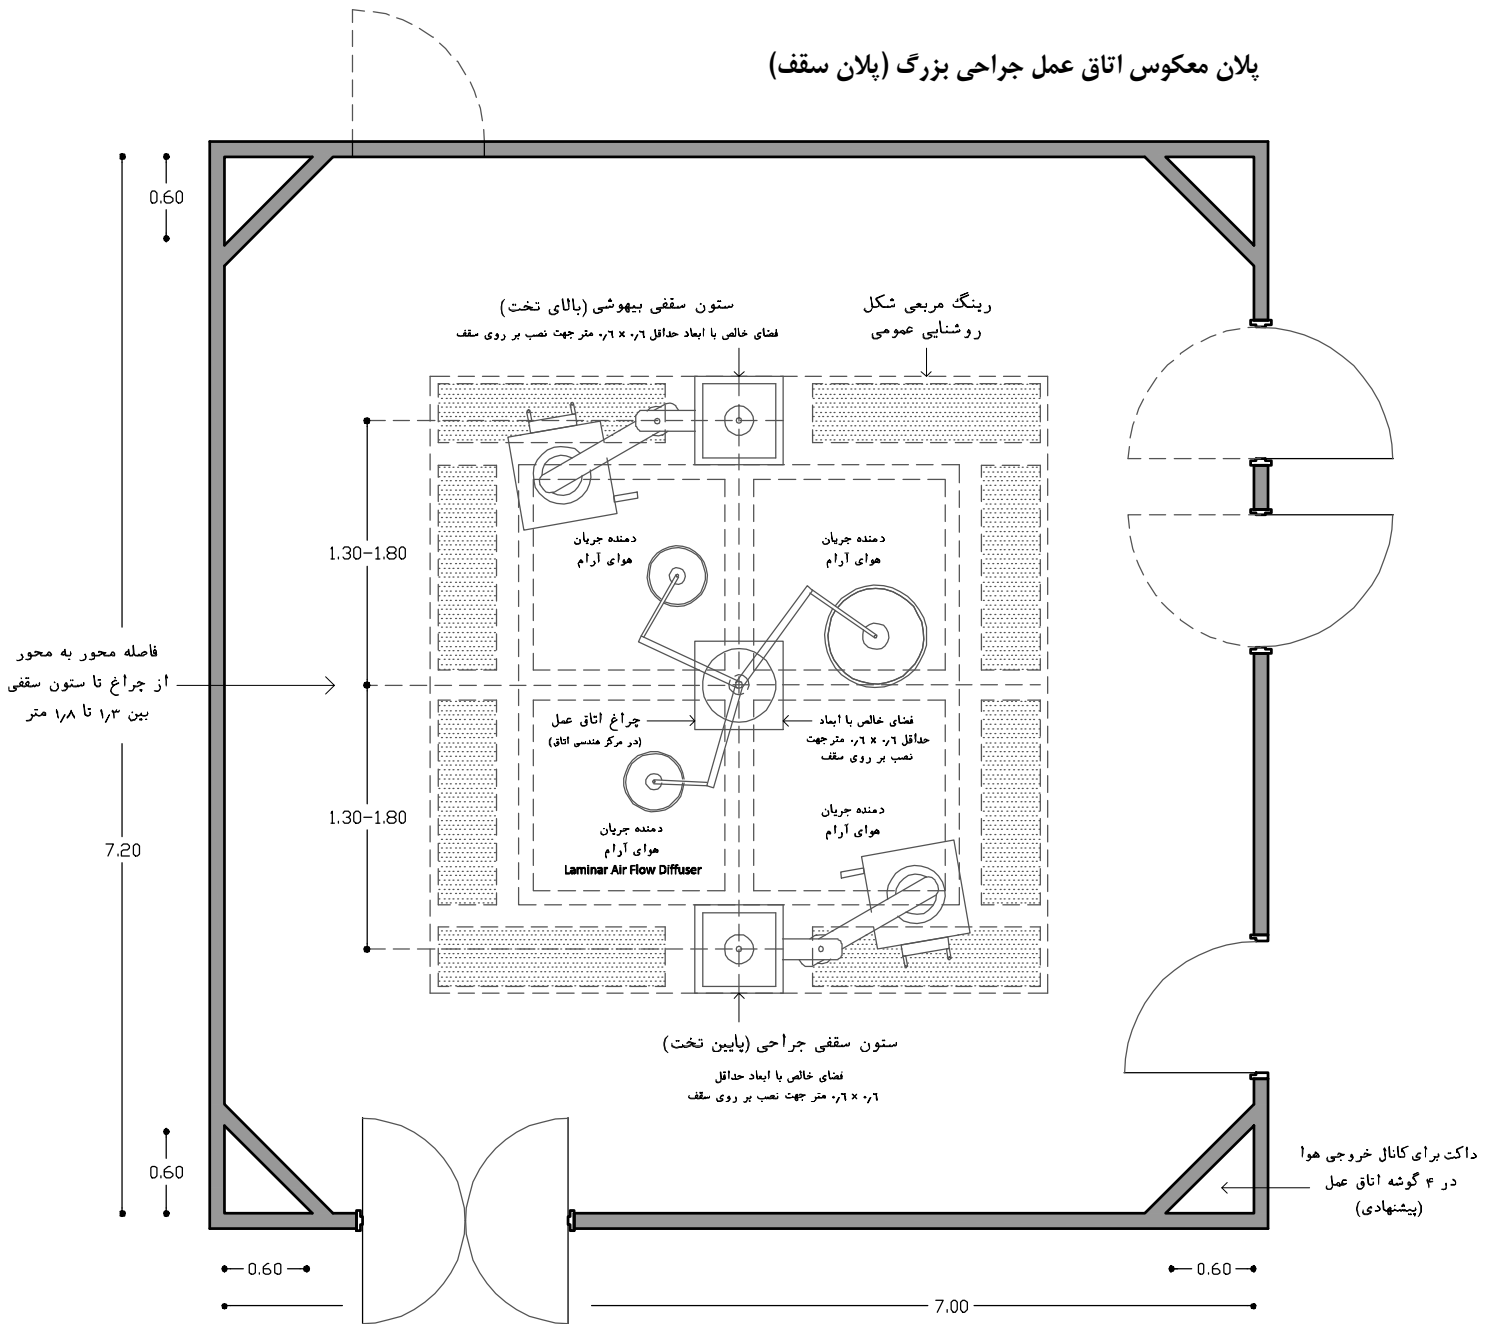 پلان معکوس اتاق عمل جراحی بزرگ (پلان سقف)
0.60
ستون سقفی بیهوشی (بالای تخت)
فضای خالص با ابعاد حداقل ۰٫۶ × ۰٫۶ متر جهت نصب بر روی سقف
رینگ مربعی شکل
روشنایی عمومی
1.30-1.80
دمنده جریان
هوای آرام
دمنده جریان
هوای آرام
فاصله محور به محور
از چراغ تا ستون سقفی
بین ۱٫۳ تا ۱٫۸ متر
چراغ اتاق عمل
(در مرکز هندسی اتاق)
فضای خالص با ابعاد
حداقل ۰٫۶ × ۰٫۶ متر جهت
نصب بر روی سقف
1.30-1.80
7.20
دمنده جریان
هوای آرام
دمنده جریان
هوای آرام
Laminar Air Flow Diffuser
ستون سقفی جراحی (پایین تخت)
فضای خالص با ابعاد حداقل
۰٫۶ × ۰٫۶ متر جهت نصب بر روی سقف
0.60
داکت برای کانال خروجی هوا
در ۴ گوشه اتاق عمل
(پیشنهادی)
0.60
0.60
7.00